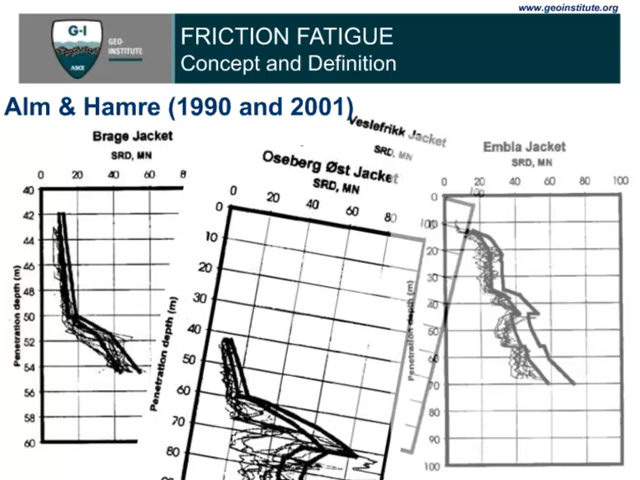 www.geoinstitute.org
G-I
GEO-
INSTITUTE
ASCE
FRICTION FATIGUE
Concept and Definition
Alm & Hamre (1990 and 2001)
Brage Jacket
SRD, MN
0 20 40 60 8
40
42
44
46
48
50
52
54
56
58
60
Penetration depth (m)
Oseberg Øst Jacket
SRD, MN
0 20 40 60 80
0
10
20
30
40
50
60
70
80
Penetration depth (m)
Veslefrikk Jacket
SRD, MN
100
Penetration depth (m)
Embla Jacket
SRD, MN
0 20 40 60 80 100
0
10
20
30
40
50
60
70
80
90
100